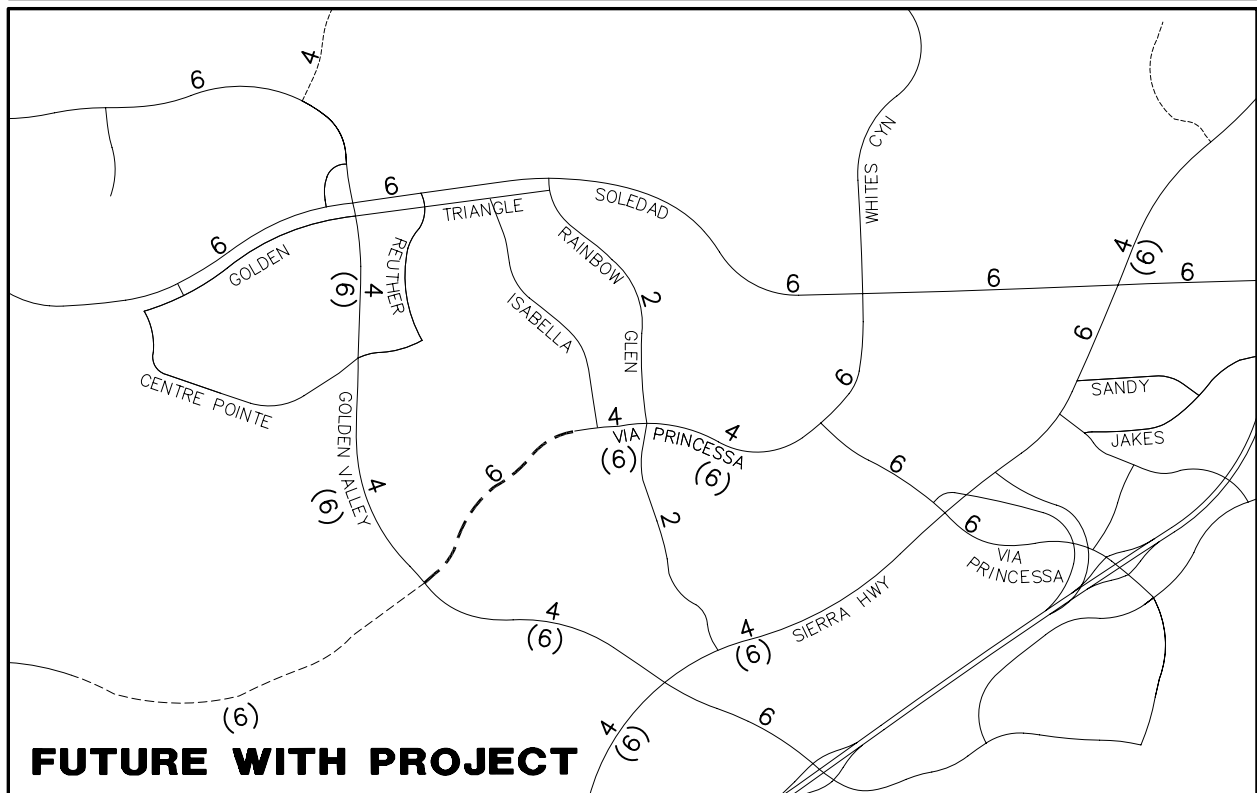 4
6
6
SOLEDAD
WHITES CYN
TRIANGLE
6
GOLDEN
REUTHER
4
(6)
RAINBOW
2
GLEN
ISABELLA
6
6
4
(6)
6
6
SANDY
JAKES
CENTRE POINTE
GOLDEN VALLEY
4
(6)
6
4
VIA PRINCESSA
(6)
4
(6)
6
6
6
VIA
PRINCESSA
2
4
(6)
4
(6)
SIERRA HWY
6
4
(6)
(6)
FUTURE WITH PROJECT